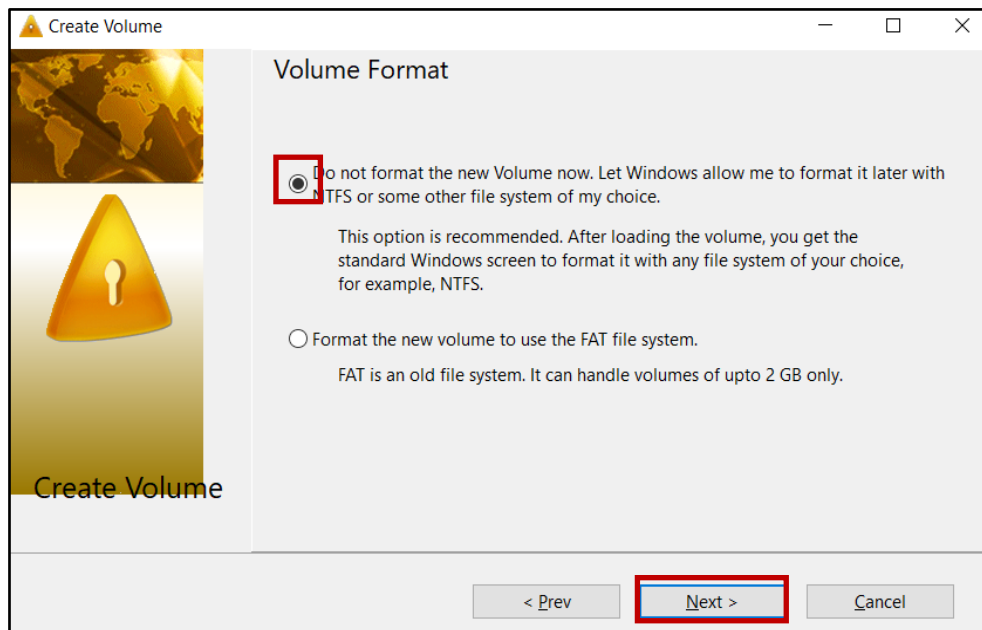 Create Volume
Volume Format
Do not format the new Volume now. Let Windows allow me to format it later with
NTFS or some other file system of my choice.
This option is recommended. After loading the volume, you get the
standard Windows screen to format it with any file system of your choice,
for example, NTFS.
Format the new volume to use the FAT file system.
FAT is an old file system. It can handle volumes of upto 2 GB only.
Create Volume
< Prev
Next >
Cancel